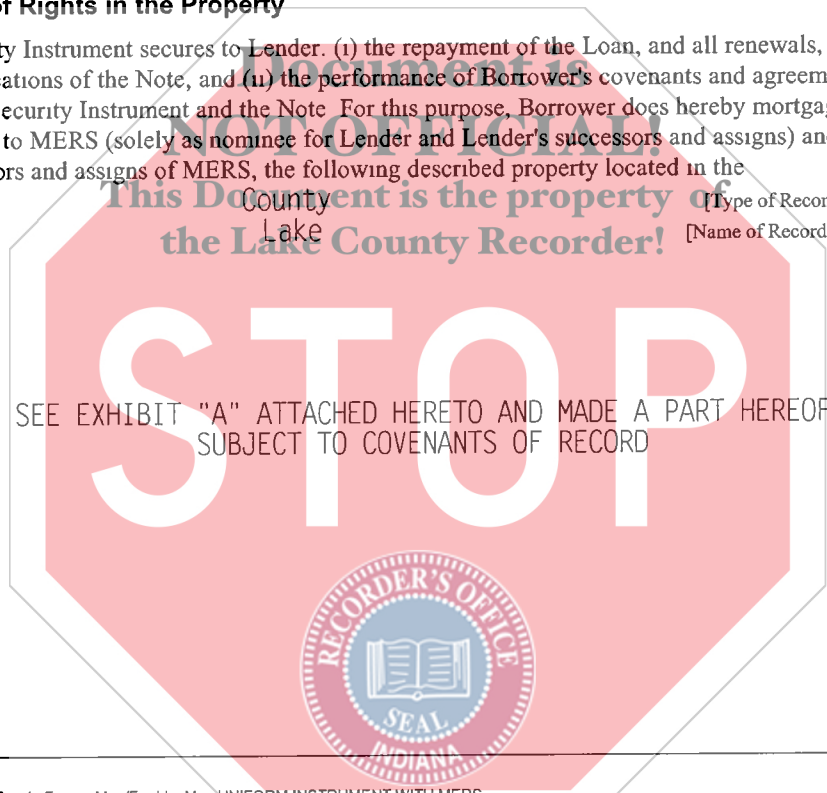 of Rights in the Property
ty Instrument secures to Lender. (i) the repayment of the Loan, and all renewals,
cations of the Note, and (ii) the performance of Borrower's covenants and agreem
ecurity Instrument and the Note For this purpose, Borrower does hereby mortga
to MERS (solely as nominee for Lender and Lender's successors and assigns) an
ors and assigns of MERS, the following described property located in the
County [Type of Recor
Lake [Name of Record
Document is
NOT OFFICIAL!
This Document is the property of
the Lake County Recorder!
STOP
SEE EXHIBIT "A" ATTACHED HERETO AND MADE A PART HEREOF
SUBJECT TO COVENANTS OF RECORD
RECORDER'S OFFICE
SEAL
INDIANA
UNIFORM INSTRUMENT WITH MERS